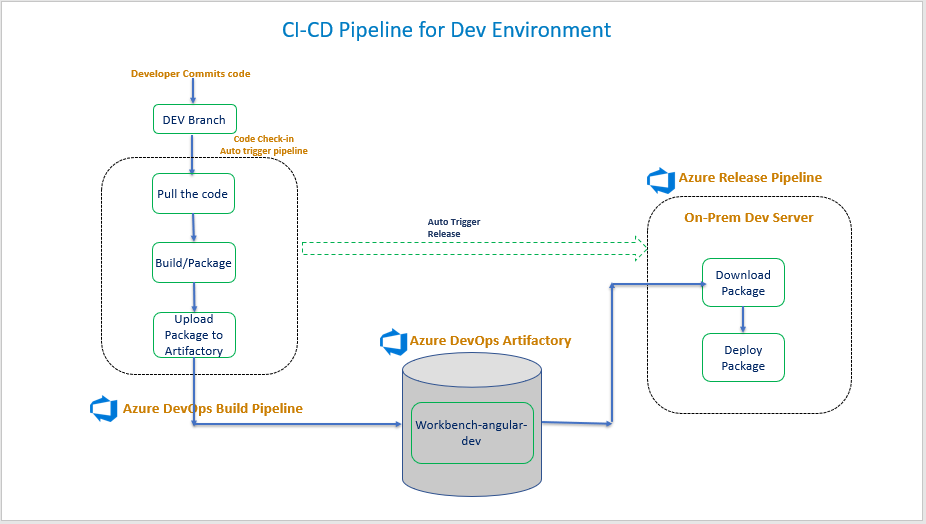 CI-CD Pipeline for Dev Environment
Developer Commits code
DEV Branch
Code Check-in
Auto trigger pipeline
Pull the code
Build/Package
Upload
Package to
Artifactory
Azure DevOps Build Pipeline
Auto Trigger
Release
Azure DevOps Artifactory
Workbench-angular-
dev
Azure Release Pipeline
On-Prem Dev Server
Download
Package
Deploy
Package